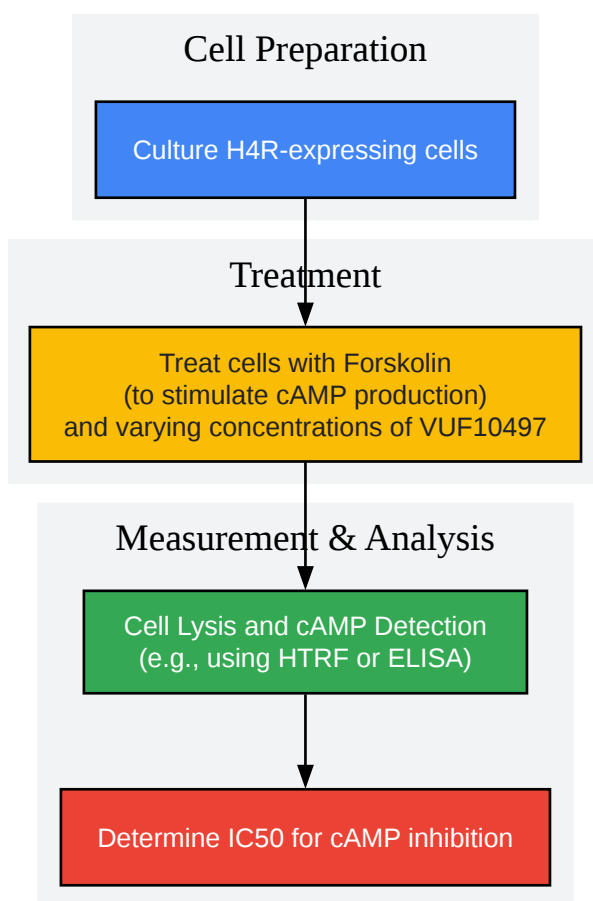 Cell Preparation
Culture H4R-expressing cells
Treatment
Treat cells with Forskolin
(to stimulate cAMP production)
and varying concentrations of VUF10497
Measurement & Analysis
Cell Lysis and cAMP Detection
(e.g., using HTRF or ELISA)
Determine IC50 for cAMP inhibition